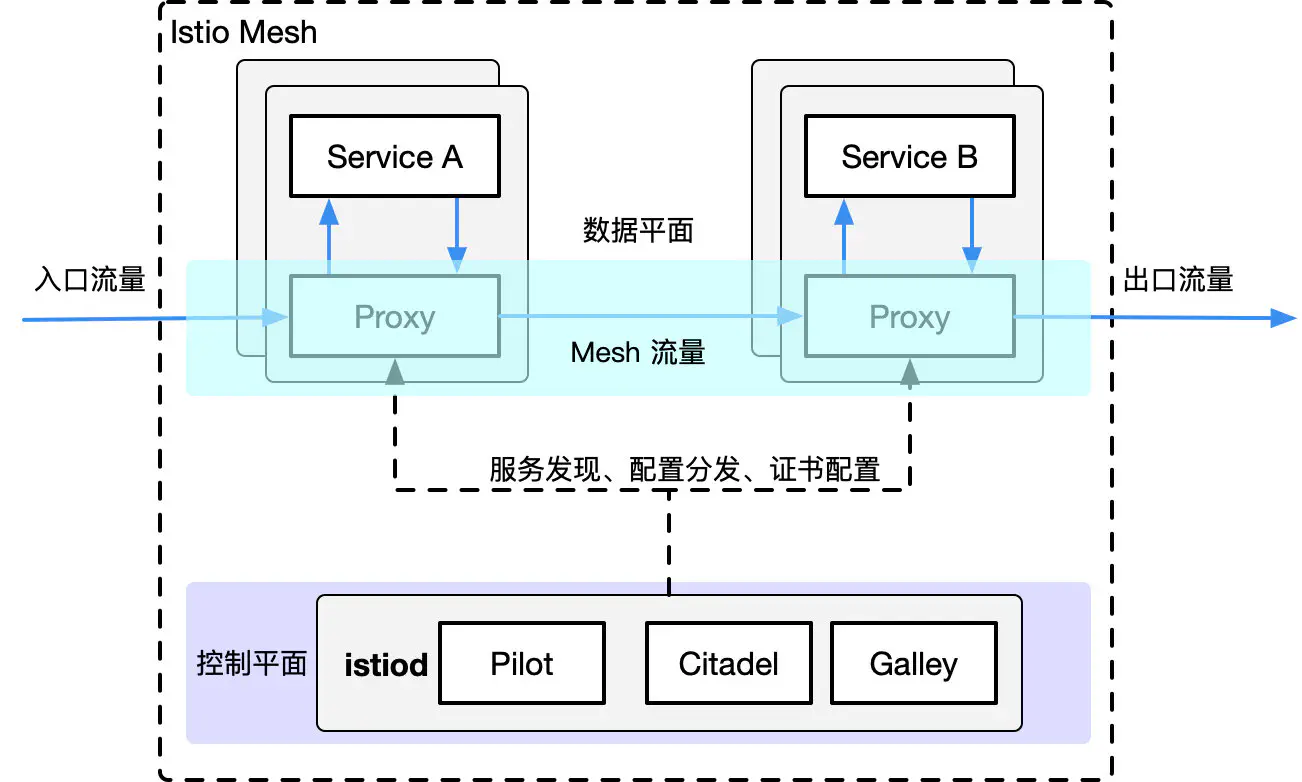 Istio Mesh
Service A
Service B
数据平面
入口流量
出口流量
Proxy
Proxy
Mesh 流量
服务发现、配置分发、证书配置
控制平面
istiod
Pilot
Citadel
Galley